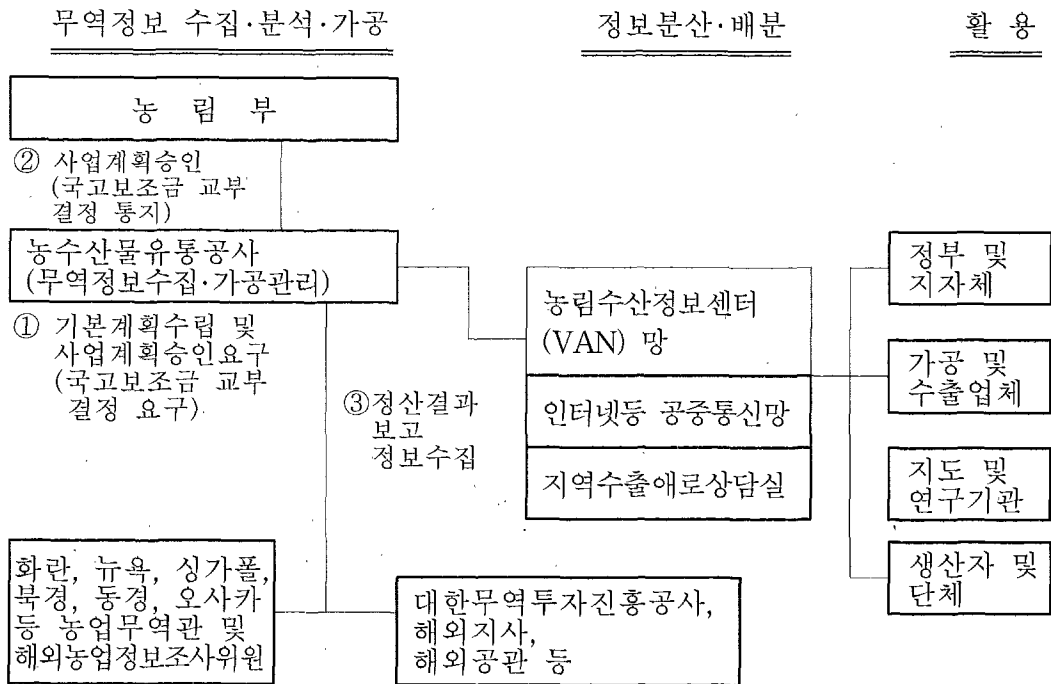 무역정보 수집·분석·가공
정보분산·배분
활 용
농 림 부
② 사업계획승인
(국고보조금 교부
결정 통지)
농수산물유통공사
(무역정보수집·가공관리)
① 기본계획수립 및
사업계획승인요구
(국고보조금 교부
결정 요구)
③정산결과
보고
정보수집
화란, 뉴욕, 싱가폴,
북경, 동경, 오사카
등 농업무역관 및
해외농업정보조사위원
대한무역투자진흥공사,
해외지사,
해외공관 등
농림수산정보센터
(VAN) 망
인터넷등 공중통신망
지역수출애로상담실
정부 및
지자체
가공 및
수출업체
지도 및
연구기관
생산자 및
단체